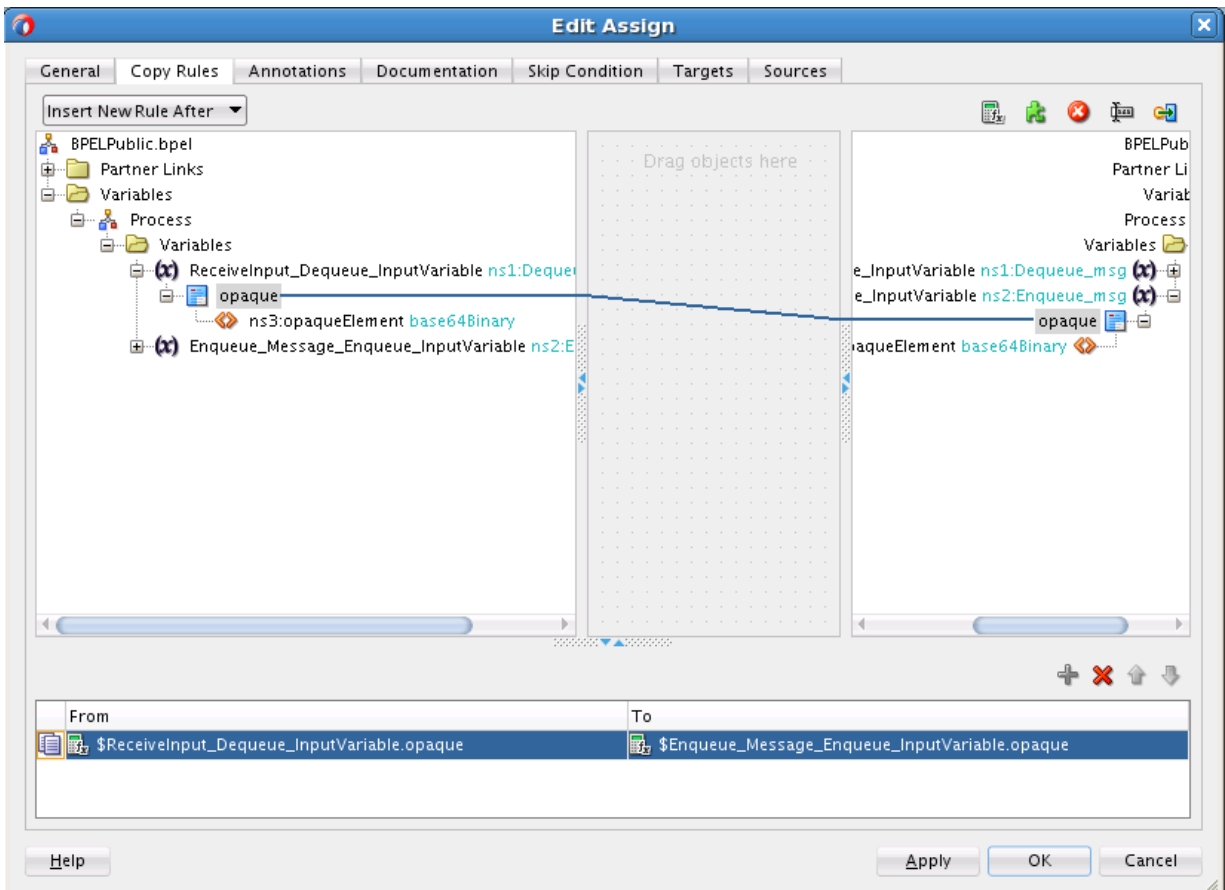 Edit Assign
General Copy Rules Annotations Documentation Skip Condition Targets Sources
Insert New Rule After
BPELPublic.bpel
Partner Links
Variables
Process
Variables
ReceiveInput_Dequeue_InputVariable ns1:Deque
opaque
ns3:opaqueElement base64Binary
Enqueue_Message_Enqueue_InputVariable ns2:E
Drag objects here
BPELPub
Partner Li
Variab
Process
Variables
e_InputVariable ns1:Dequeue_msg
e_InputVariable ns2:Enqueue_msg
opaque
aqueElement base64Binary
From To
$ReceiveInput_Dequeue_InputVariable.opaque $Enqueue_Message_Enqueue_InputVariable.opaque
Help Apply OK Cancel